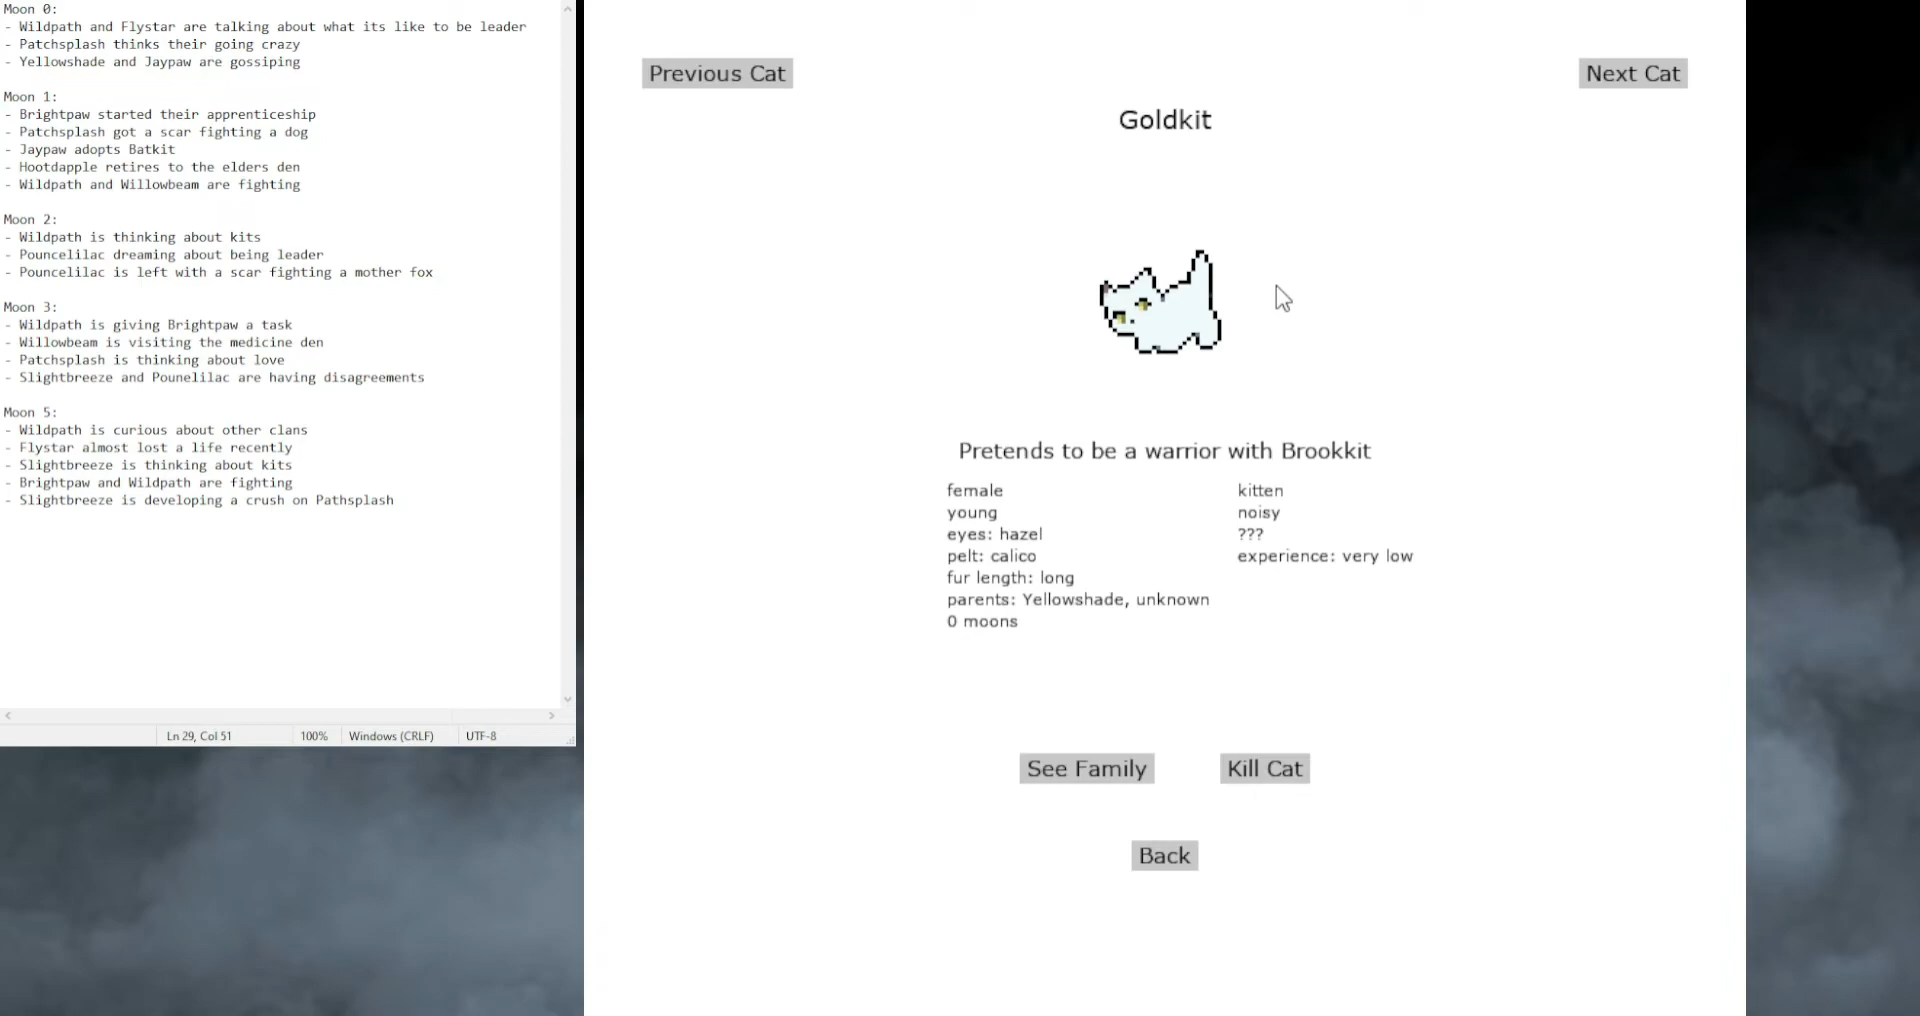 Moon 0:
- Wildpath and Flystar are talking about what its like to be leader
- Patchsplash thinks their going crazy
- Yellowshade and Jaypaw are gossiping
Moon 1:
- Brightpaw started their apprenticeship
- Patchsplash got a scar fighting a dog
- Jaypaw adopts Batkit
- Hootdapple retires to the elders den
- Wildpath and Willowbeam are fighting
Moon 2:
- Wildpath is thinking about kits
- Pouncelilac dreaming about being leader
- Pouncelilac is left with a scar fighting a mother fox
Moon 3:
- Wildpath is giving Brightpaw a task
- Willowbeam is visiting the medicine den
- Patchsplash is thinking about love
- Slightbreeze and Pounelilac are having disagreements
Moon 5:
- Wildpath is curious about other clans
- Flystar almost lost a life recently
- Slightbreeze is thinking about kits
- Brightpaw and Wildpath are fighting
- Slightbreeze is developing a crush on Pathsplash
Ln 29, Col 51
100%
Windows (CRLF)
UTF-8
Previous Cat
Next Cat
Goldkit
Pretends to be a warrior with Brookkit
female
young
eyes: hazel
pelt: calico
fur length: long
parents: Yellowshade, unknown
0 moons
kitten
noisy
???
experience: very low
See Family
Kill Cat
Back